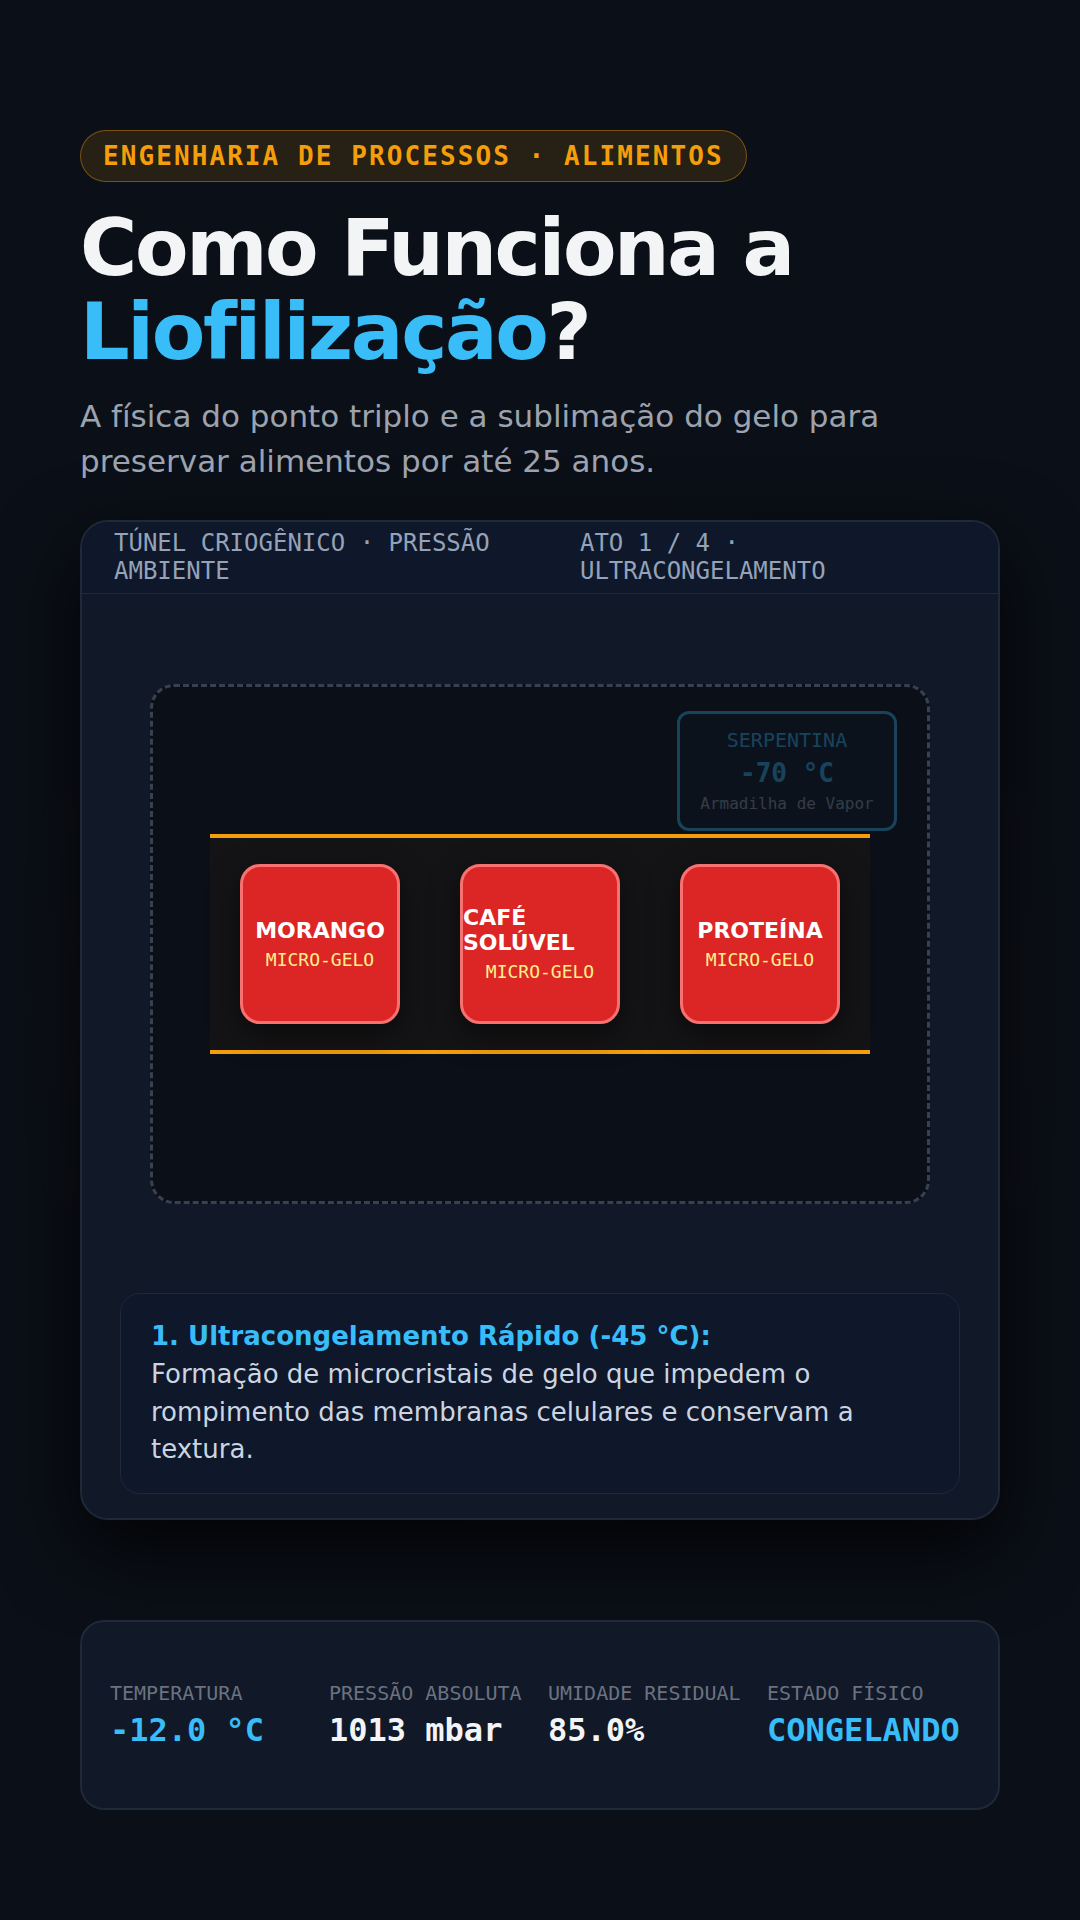 ENGENHARIA DE PROCESSOS · ALIMENTOS
Como Funciona a
Liofilização?
A física do ponto triplo e a sublimação do gelo para
preservar alimentos por até 25 anos.
TÚNEL CRIOGÊNICO · PRESSÃO
AMBIENTE
ATO 1 / 4 ·
ULTRACONGELAMENTO
SERPENTINA
-70 °C
Armadilha de Vapor
MORANGO
MICRO-GELO
CAFÉ
SOLÚVEL
MICRO-GELO
PROTEÍNA
MICRO-GELO
1. Ultracongelamento Rápido (-45 °C):
Formação de microcristais de gelo que impedem o
rompimento das membranas celulares e conservam a
textura.
TEMPERATURA
-12.0 °C
PRESSÃO ABSOLUTA
1013 mbar
UMIDADE RESIDUAL
85.0%
ESTADO FÍSICO
CONGELANDO